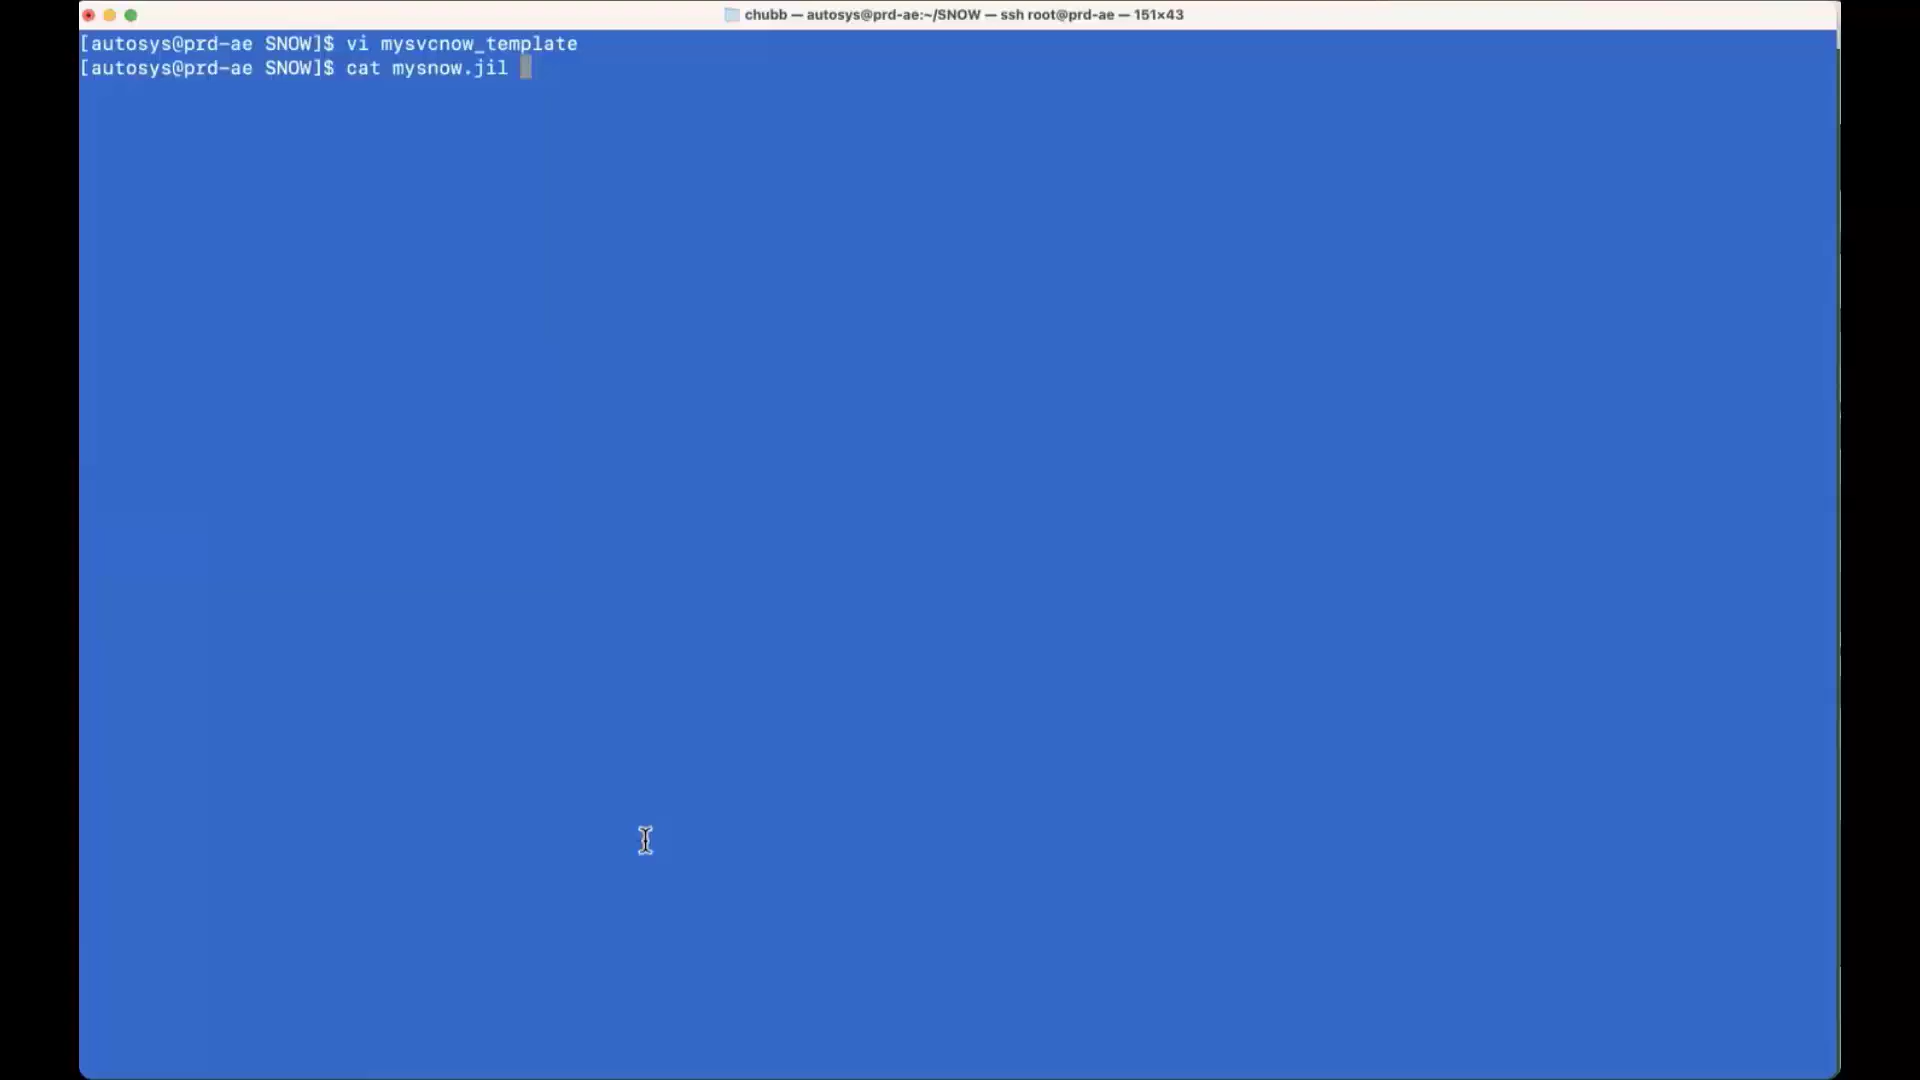 chubb — autosys@prd-ae:~/SNOW — ssh root@prd-ae — 151×43
[autosys@prd-ae SNOW]$ vi mysvcnow_template
[autosys@prd-ae SNOW]$ cat mysnow.jil